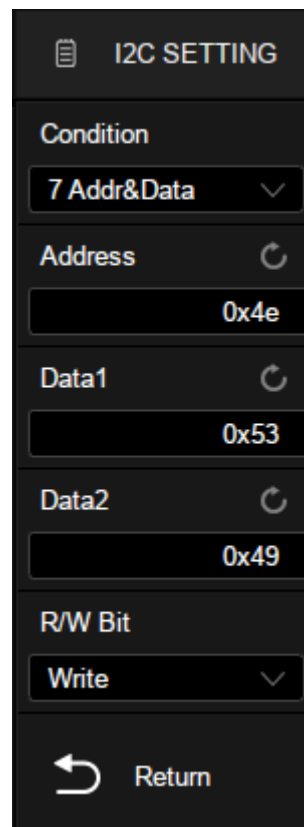 I2C SETTING
Condition
7 Addr&Data
Address
0x4e
Data1
0x53
Data2
0x49
R/W Bit
Write
Return